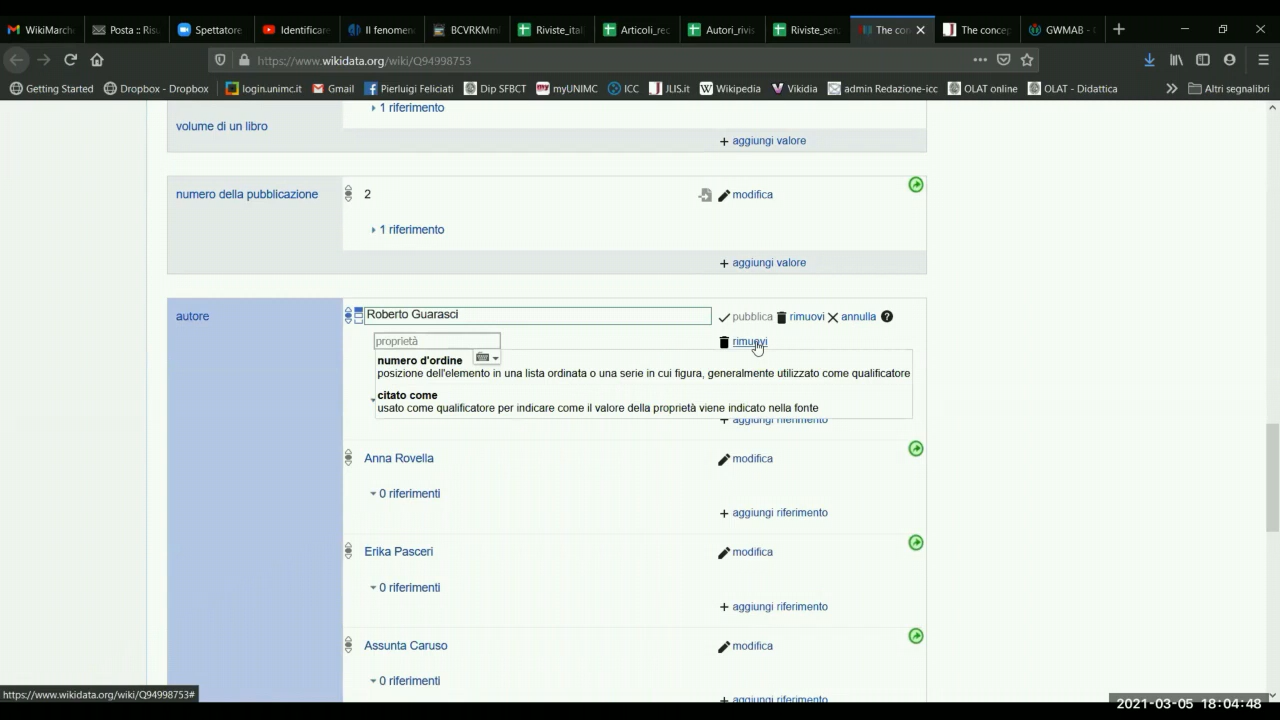 WikiMarch
Posta :: Risu
Spettatore
Identificare
Il fenomen
BCVRKMm
Riviste_itali
Articoli_rec
Autori_rivis
Riviste_sen
The con
The concep
GWMAB -
https://www.wikidata.org/wiki/Q94998753
Getting Started
Dropbox - Dropbox
login.unimc.it
Gmail
Pierluigi Feliciati
Dip SFBCT
myUNIMC
ICC
JLIS.it
Wikipedia
Vikidia
admin Redazione-icc
OLAT online
OLAT - Didattica
Altri segnalibri
1 riferimento
volume di un libro
+ aggiungi valore
numero della pubblicazione
2
modifica
1 riferimento
+ aggiungi valore
autore
Roberto Guarasci
pubblica rimuovi annulla
proprietà
rimuovi
numero d'ordine
posizione dell'elemento in una lista ordinata o una serie in cui figura, generalmente utilizzato come qualificatore
citato come
usato come qualificatore per indicare come il valore della proprietà viene indicato nella fonte
+ aggiungi riferimento
Anna Rovella
modifica
0 riferimenti
+ aggiungi riferimento
Erika Pasceri
modifica
0 riferimenti
+ aggiungi riferimento
Assunta Caruso
modifica
0 riferimenti
+ aggiungi riferimento
https://www.wikidata.org/wiki/Q94998753#
2021-03-05 18:04:48